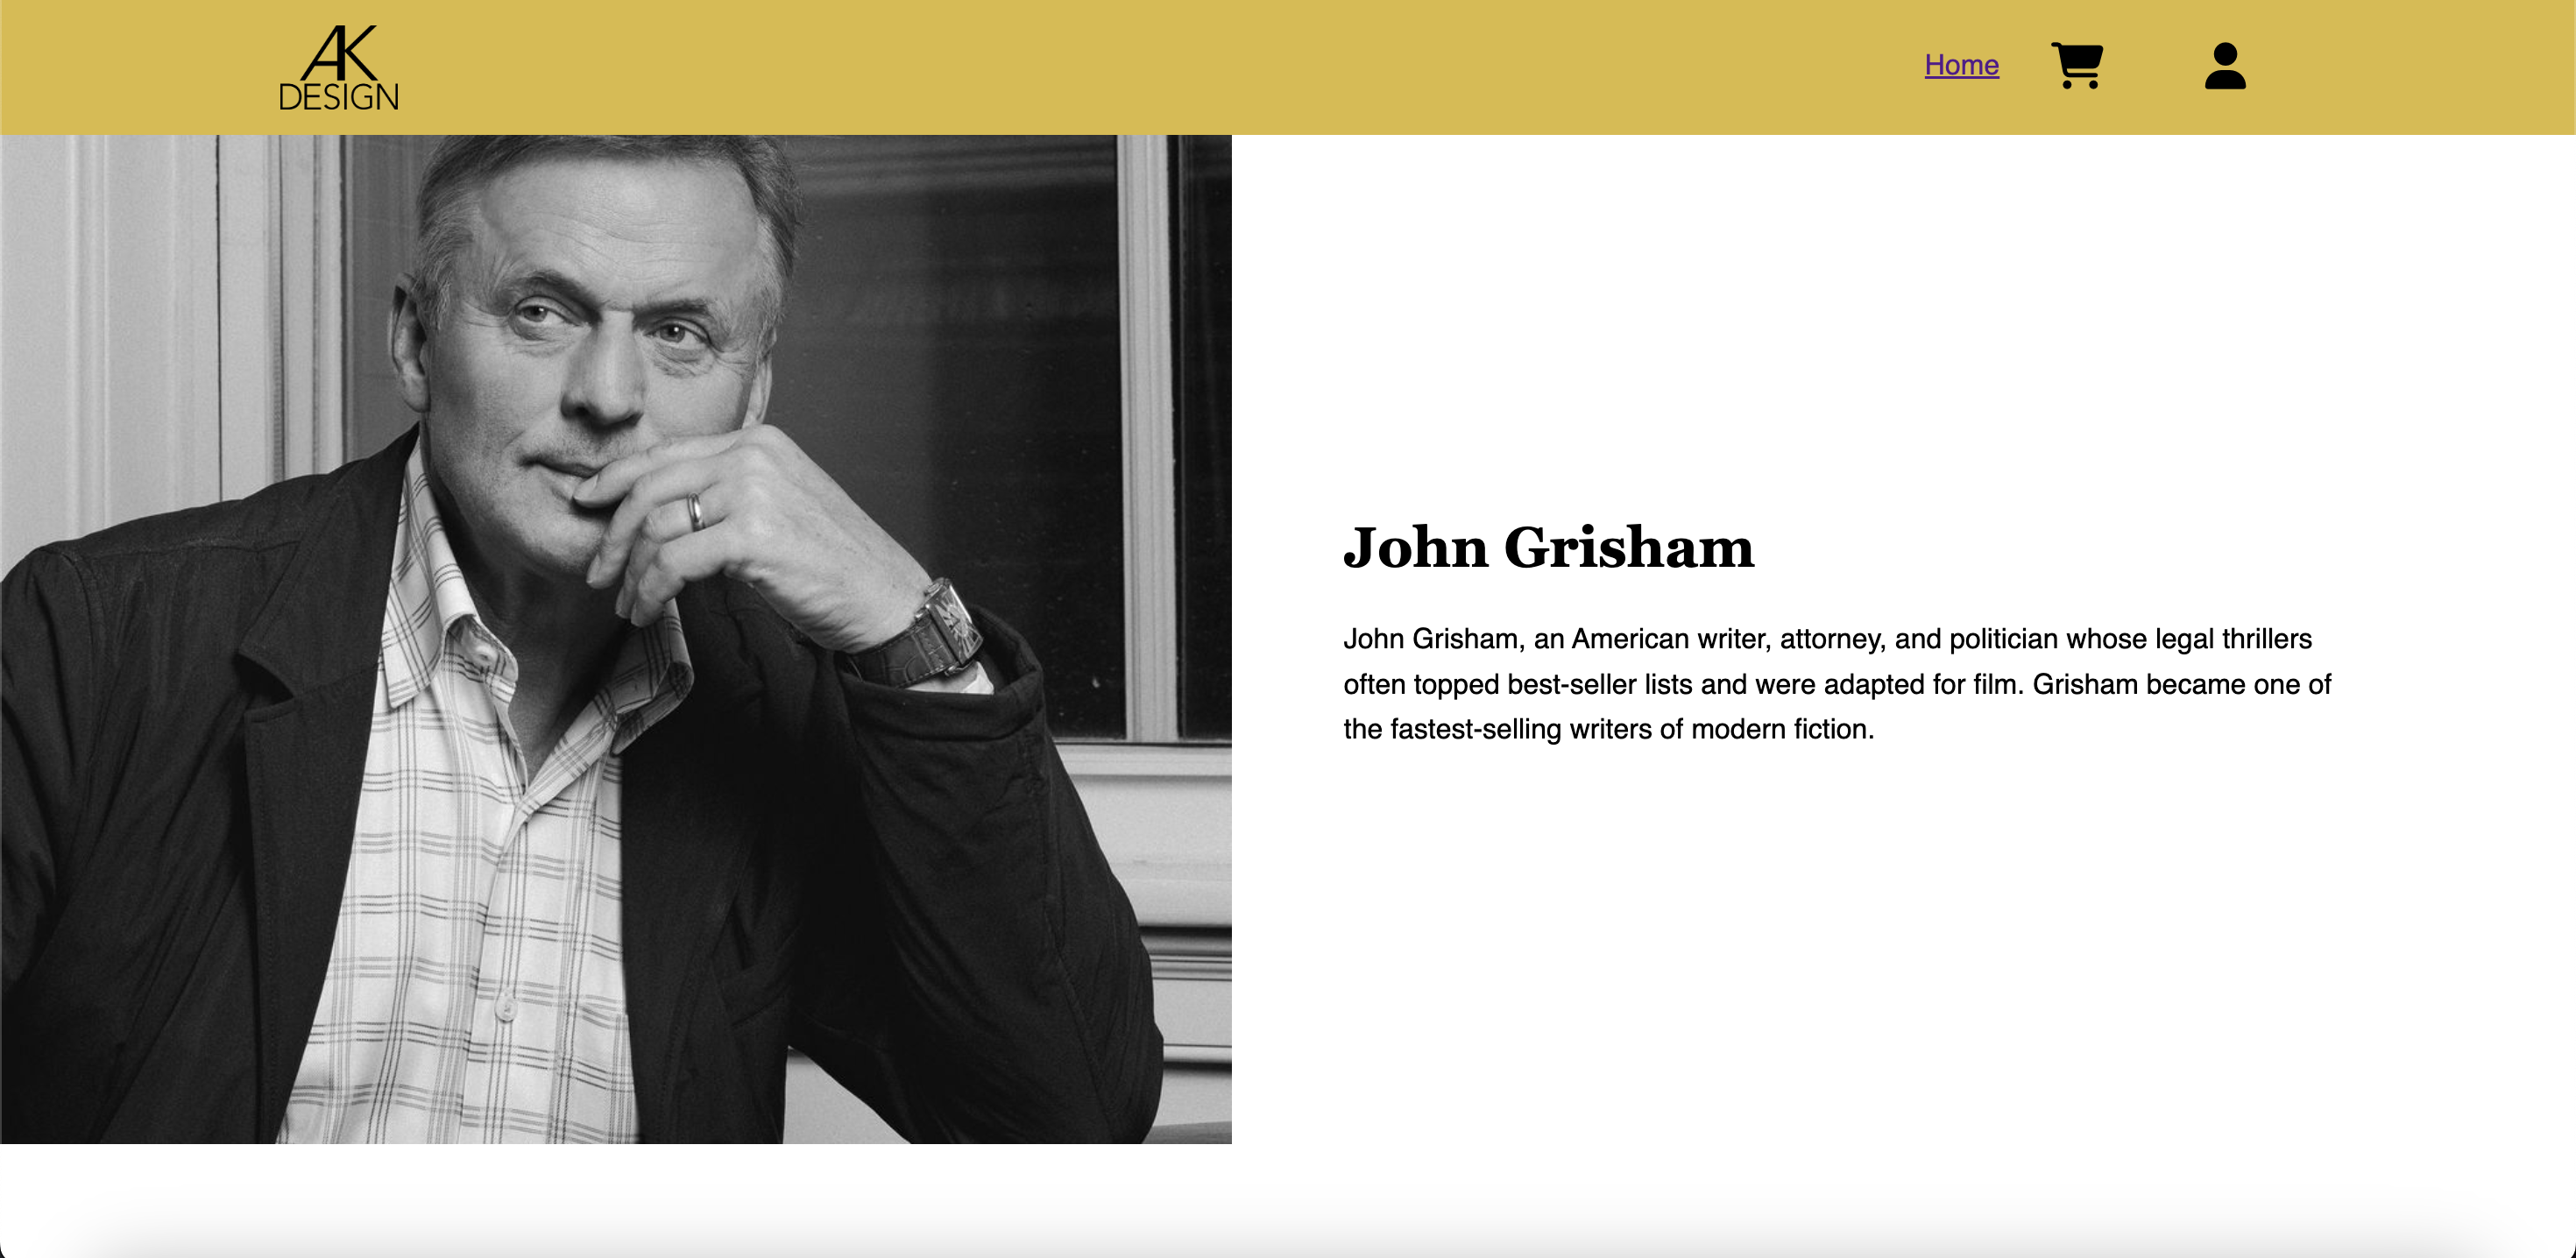 AK
DESIGN
Home
John Grisham
John Grisham, an American writer, attorney, and politician whose legal thrillers
often topped best-seller lists and were adapted for film. Grisham became one of
the fastest-selling writers of modern fiction.